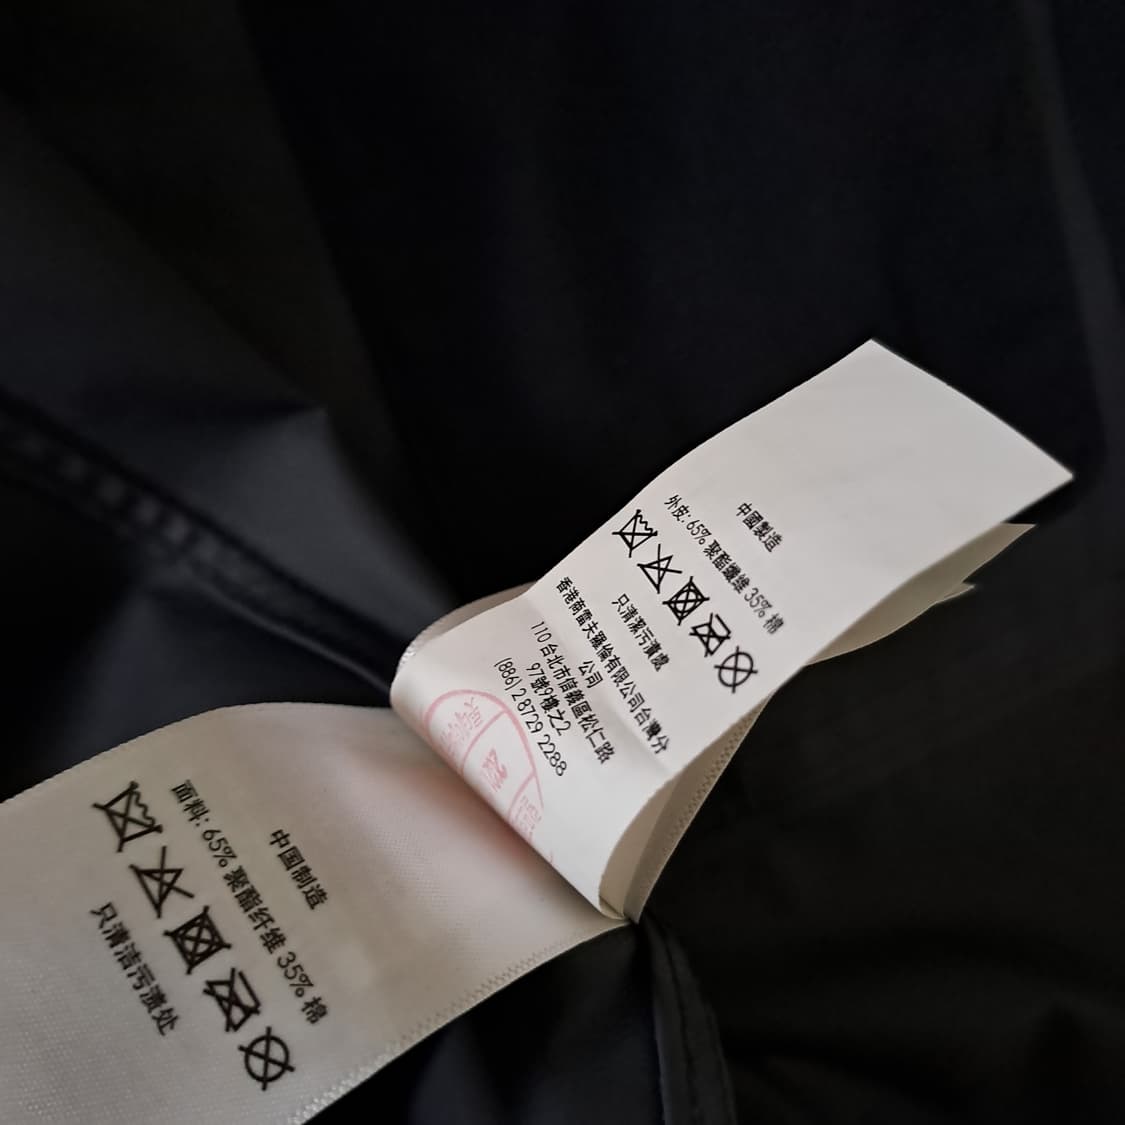 中國製造
外皮: 65% 聚酯纖維 35% 棉
只清潔污漬處
香港商雷夫羅倫有限公司台灣分
公司
110台北市信義區松仁路
97號9樓之2
(886) 2 8729 2288
中国制造
面料: 65% 聚酯纤维 35% 棉
只清洁污渍处